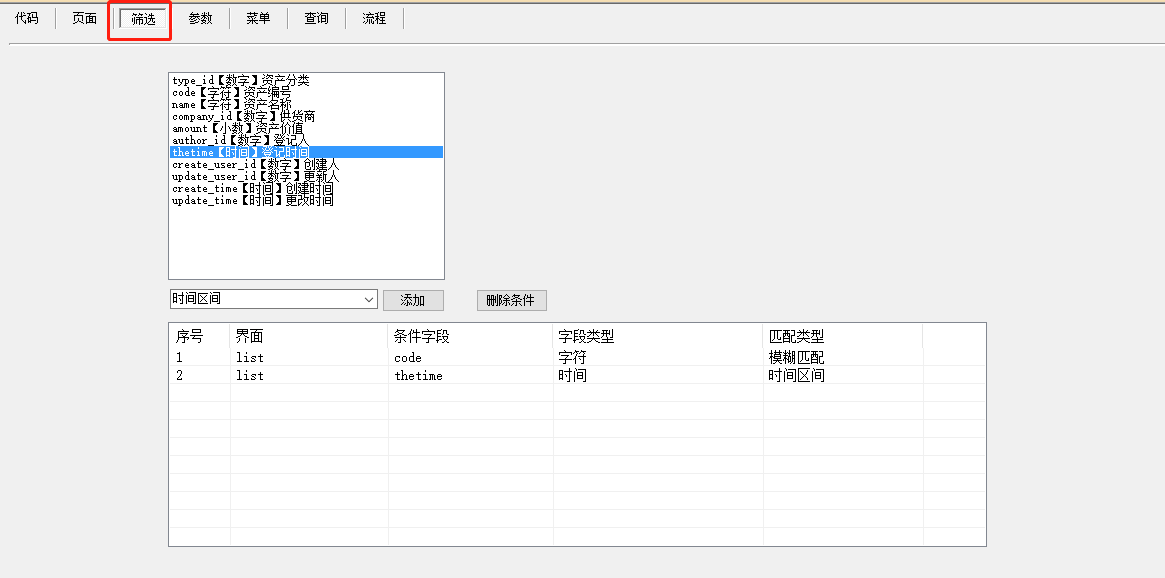 代码 页面 筛选 参数 菜单 查询 流程
type_id【数字】资产分类
code【字符】资产编号
name【字符】资产名称
company_id【数字】供货商
amount【小数】资产价值
author_id【数字】登记人
thetime【时间】登记时间
create_user_id【数字】创建人
update_user_id【数字】更新人
create_time【时间】创建时间
update_time【时间】更改时间
时间区间 添加 删除条件
序号 界面 条件字段 字段类型 匹配类型
1 list code 字符 模糊匹配
2 list thetime 时间 时间区间